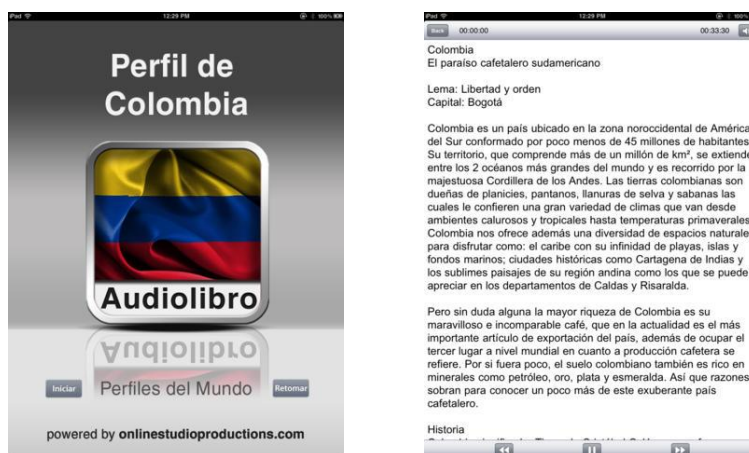 iPad 12:29 PM 100%
Perfil de
Colombia
Audiolibro
Audiolibro
Iniciar Perfiles del Mundo Retomar
powered by onlinestudioproductions.com
iPad 12:29 PM 100%
Back 00:00:00 00:33:30
Colombia
El paraíso cafetalero sudamericano
Lema: Libertad y orden
Capital: Bogotá
Colombia es un país ubicado en la zona noroccidental de América
del Sur conformado por poco menos de 45 millones de habitantes
Su territorio, que comprende más de un millón de km², se extiende
entre los 2 océanos más grandes del mundo y es recorrido por la
majestuosa Cordillera de los Andes. Las tierras colombianas son
dueñas de planicies, pantanos, llanuras de selva y sabanas las
cuales le confieren una gran variedad de climas que van desde
ambientes calurosos y tropicales hasta temperaturas primaverales
Colombia nos ofrece además una diversidad de espacios naturale
para disfrutar como: el caribe con su infinidad de playas, islas y
fondos marinos; ciudades históricas como Cartagena de Indias y
los sublimes paisajes de su región andina como los que se puede
apreciar en los departamentos de Caldas y Risaralda.
Pero sin duda alguna la mayor riqueza de Colombia es su
maravilloso e incomparable café, que en la actualidad es el más
importante artículo de exportación del país, además de ocupar el
tercer lugar a nivel mundial en cuanto a producción cafetera se
refiere. Por si fuera poco, el suelo colombiano también es rico en
minerales como petróleo, oro, plata y esmeralda. Así que razones
sobran para conocer un poco más de este exuberante país
cafetalero.
Historia